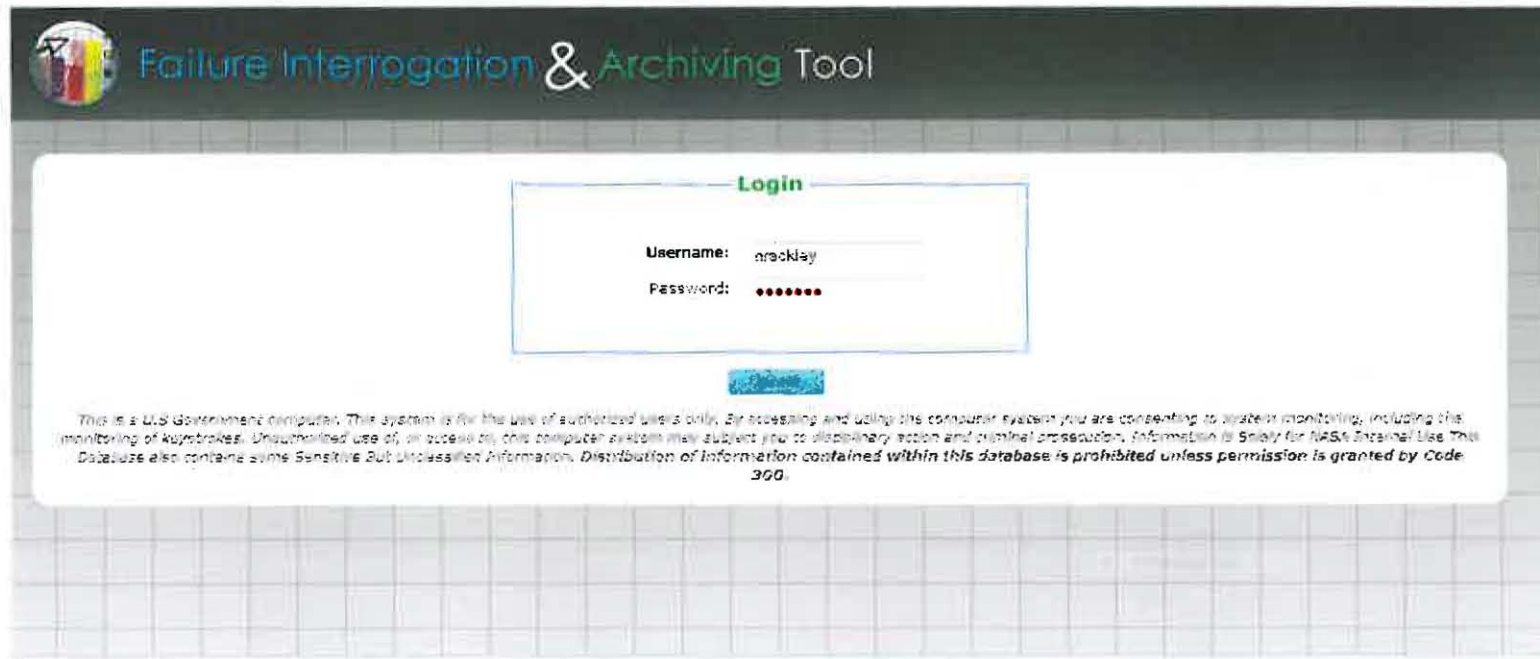 Failure Interrogation & Archiving Tool
Login
Username:
Password: •••••••
This is a U.S Government computer. This system is for the use of authorized users only. By accessing and using the computer system you are consenting to system monitoring, including the
monitoring of keystrokes. Unauthorized use of, or access to, this computer system may subject you to disciplinary action and criminal prosecution. Information is Solely for NASA Internal Use This
Database also contains some Sensitive But Unclassified Information. Distribution of information contained within this database is prohibited unless permission is granted by Code
300.